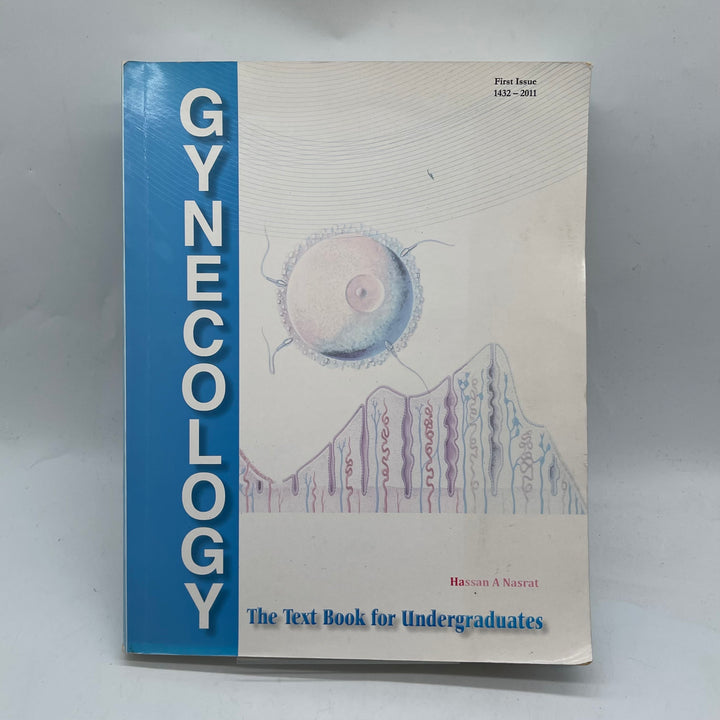 GYNECOLOGY
First Issue
1432 – 2011
Hassan A Nasrat
The Text Book for Undergraduates